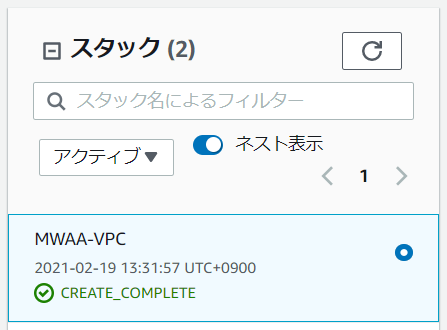 スタック (2)
スタック名によるフィルター
アクティブ▼
ネスト表示
1
MWAA-VPC
2021-02-19 13:31:57 UTC+0900
CREATE_COMPLETE